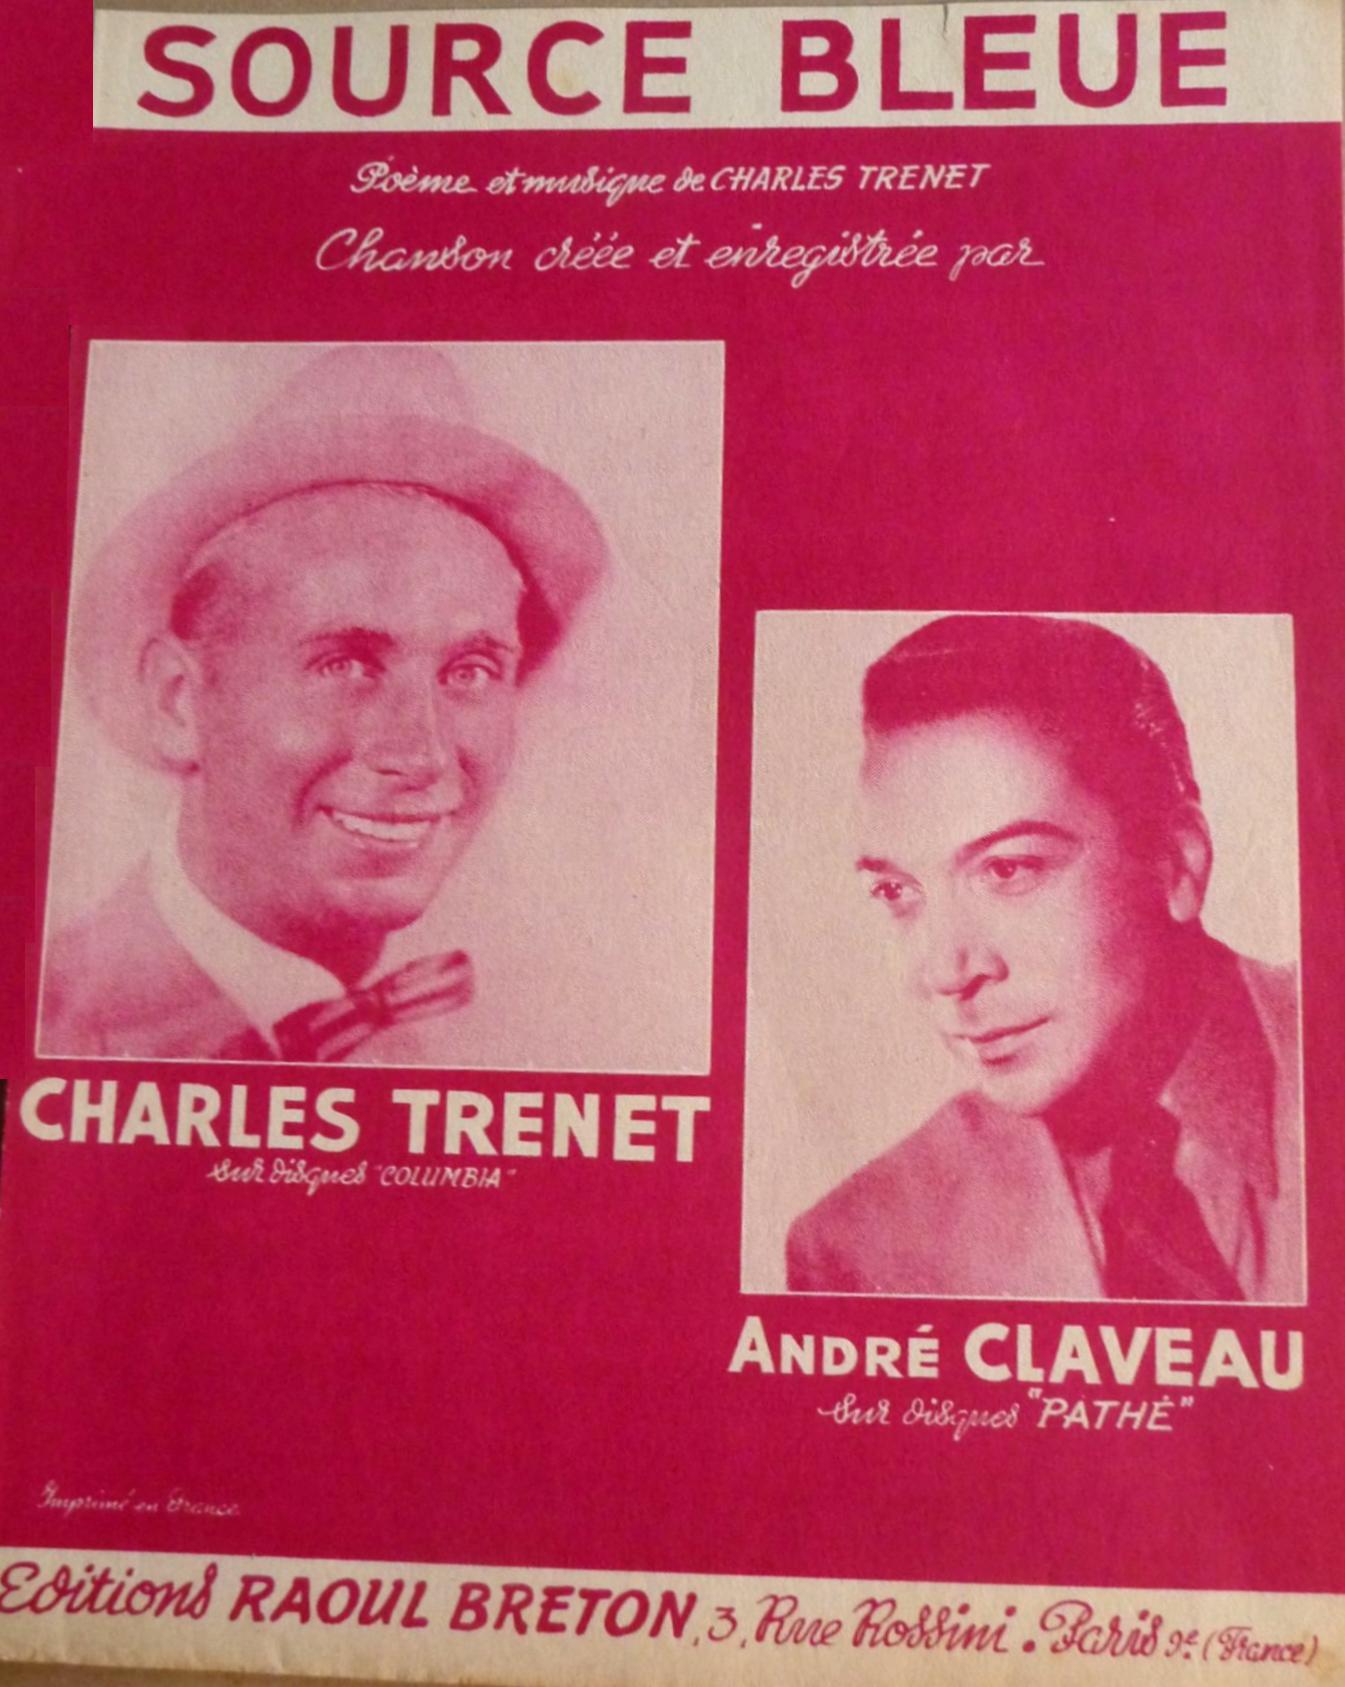 SOURCE BLEUE
Poème et musique de CHARLES TRENET
Chanson créée et enregistrée par
CHARLES TRENET
sur disques "COLUMBIA"
ANDRÉ CLAVEAU
sur disques "PATHÉ"
Imprimé en France
Editions RAOUL BRETON, 3, Rue Rossini. Paris 9e. (France)